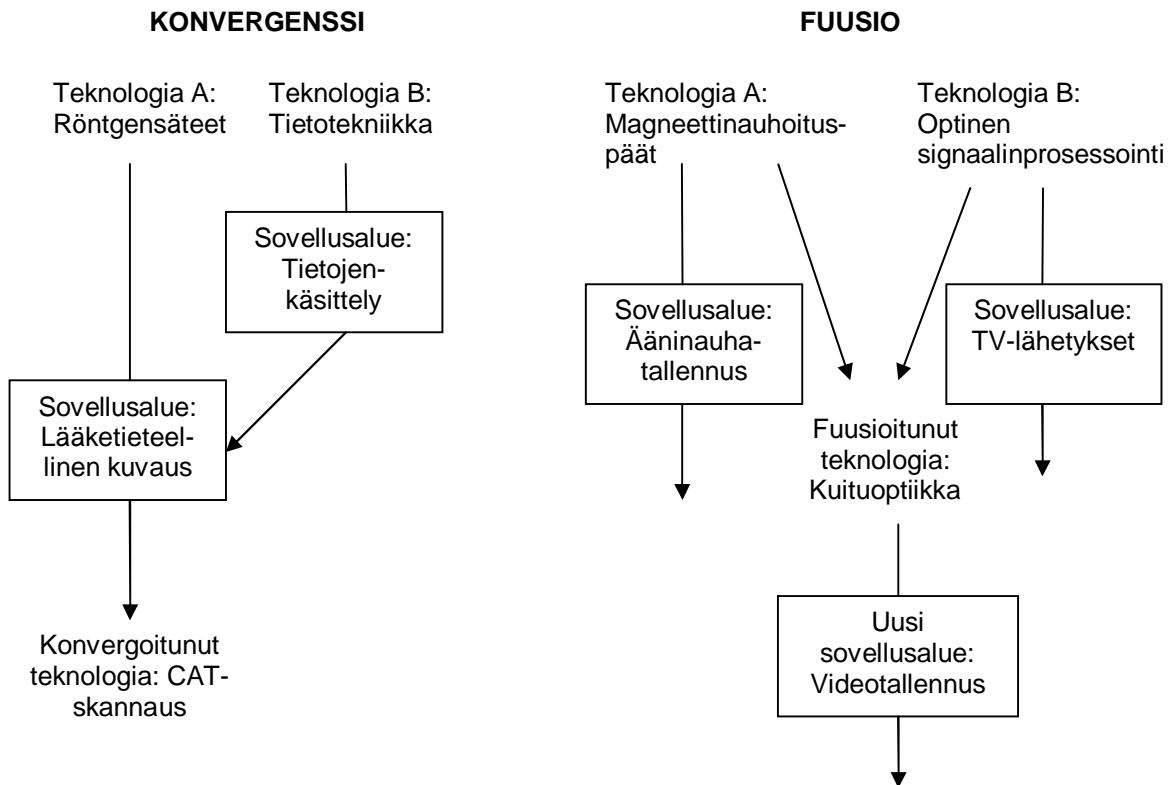 KONVERGENSSI
Teknologia A:
Röntgensäteet
Teknologia B:
Tietotekniikka
Sovellusalue:
Tietojen-
käsittely
Sovellusalue:
Lääketieteel-
linen kuvaus
Konvergoitunut
teknologia: CAT-
skannaus
FUUSIO
Teknologia A:
Magneettinauhoitus-
päät
Teknologia B:
Optinen
signaalinprosessointi
Sovellusalue:
Ääninauha-
tallennus
Sovellusalue:
TV-lähetykset
Fuusioitunut
teknologia:
Kuituoptiikka
Uusi
sovellusalue:
Videotallennus